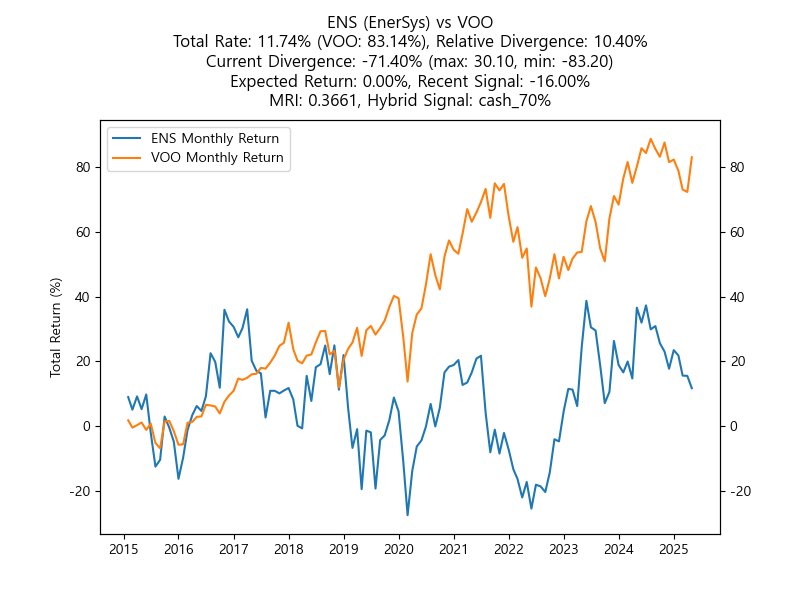 ENS (EnerSys) vs VOO
Total Rate: 11.74% (VOO: 83.14%), Relative Divergence: 10.40%
Current Divergence: -71.40% (max: 30.10, min: -83.20)
Expected Return: 0.00%, Recent Signal: -16.00%
MRI: 0.3661, Hybrid Signal: cash_70%
ENS Monthly Return
VOO Monthly Return
Total Return (%)
80
60
40
20
0
-20
80
60
40
20
0
-20
2015 2016 2017 2018 2019 2020 2021 2022 2023 2024 2025